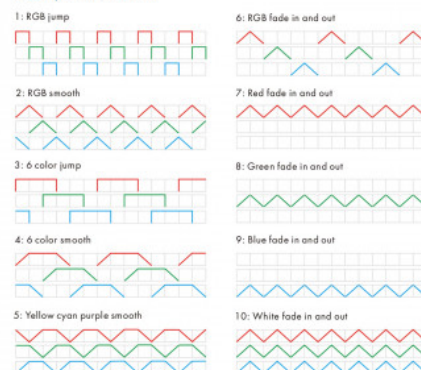 1: RGB jump
2: RGB smooth
3: 6 color jump
4: 6 color smooth
5: Yellow cyan purple smooth
6: RGB fade in and out
7: Red fade in and out
8: Green fade in and out
9: Blue fade in and out
10: White fade in and out